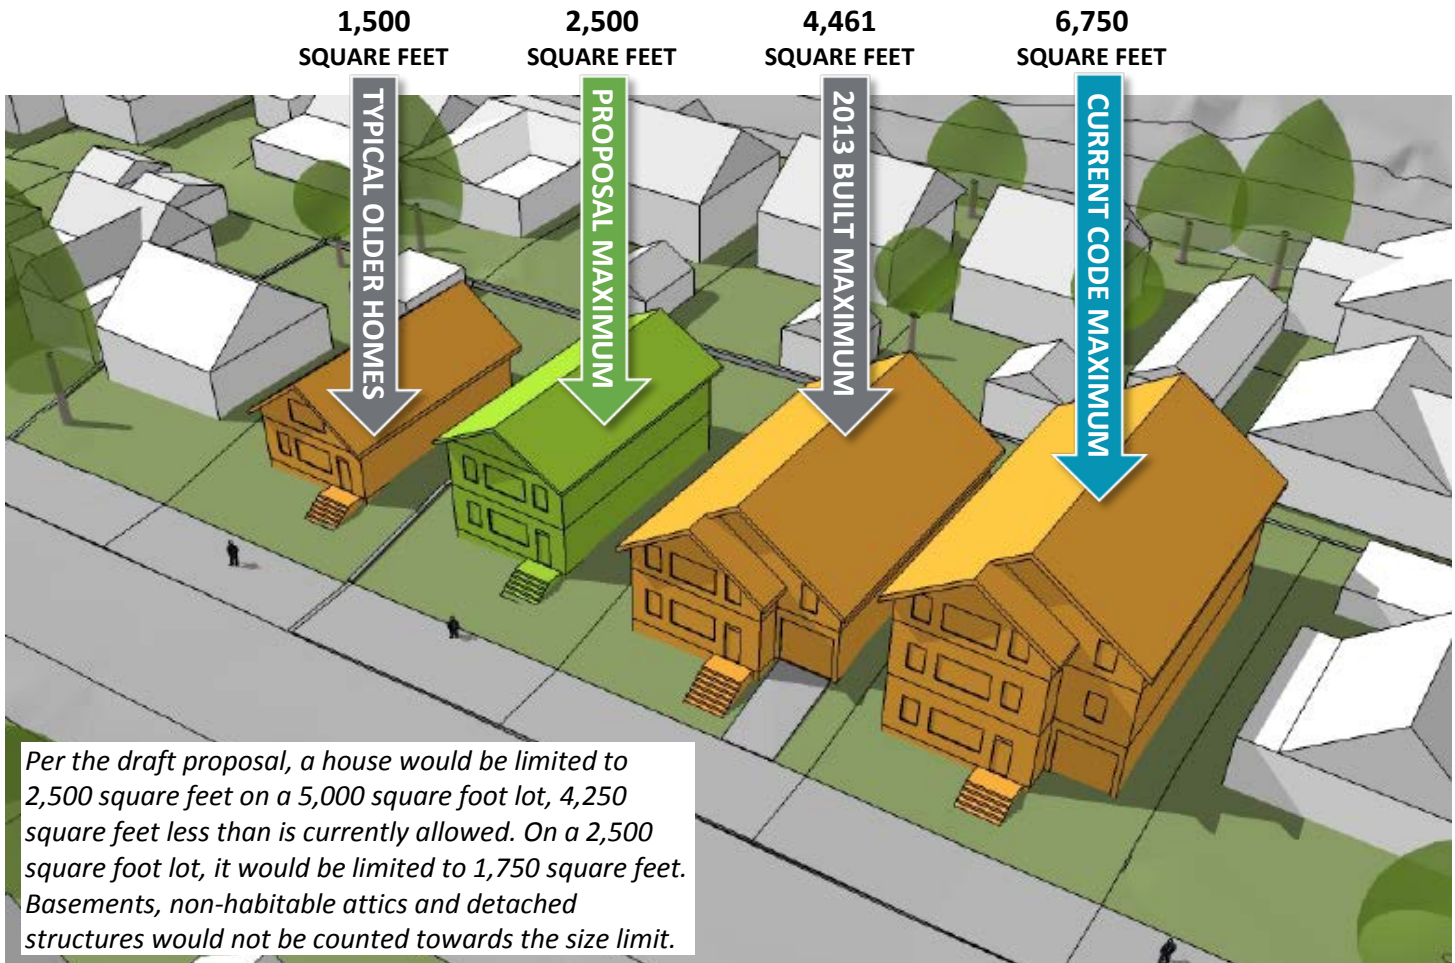 1,500
SQUARE FEET
2,500
SQUARE FEET
4,461
SQUARE FEET
6,750
SQUARE FEET
TYPICAL OLDER HOMES
PROPOSAL MAXIMUM
2013 BUILT MAXIMUM
CURRENT CODE MAXIMUM
Per the draft proposal, a house would be limited to
2,500 square feet on a 5,000 square foot lot, 4,250
square feet less than is currently allowed. On a 2,500
square foot lot, it would be limited to 1,750 square feet.
Basements, non-habitable attics and detached
structures would not be counted towards the size limit.